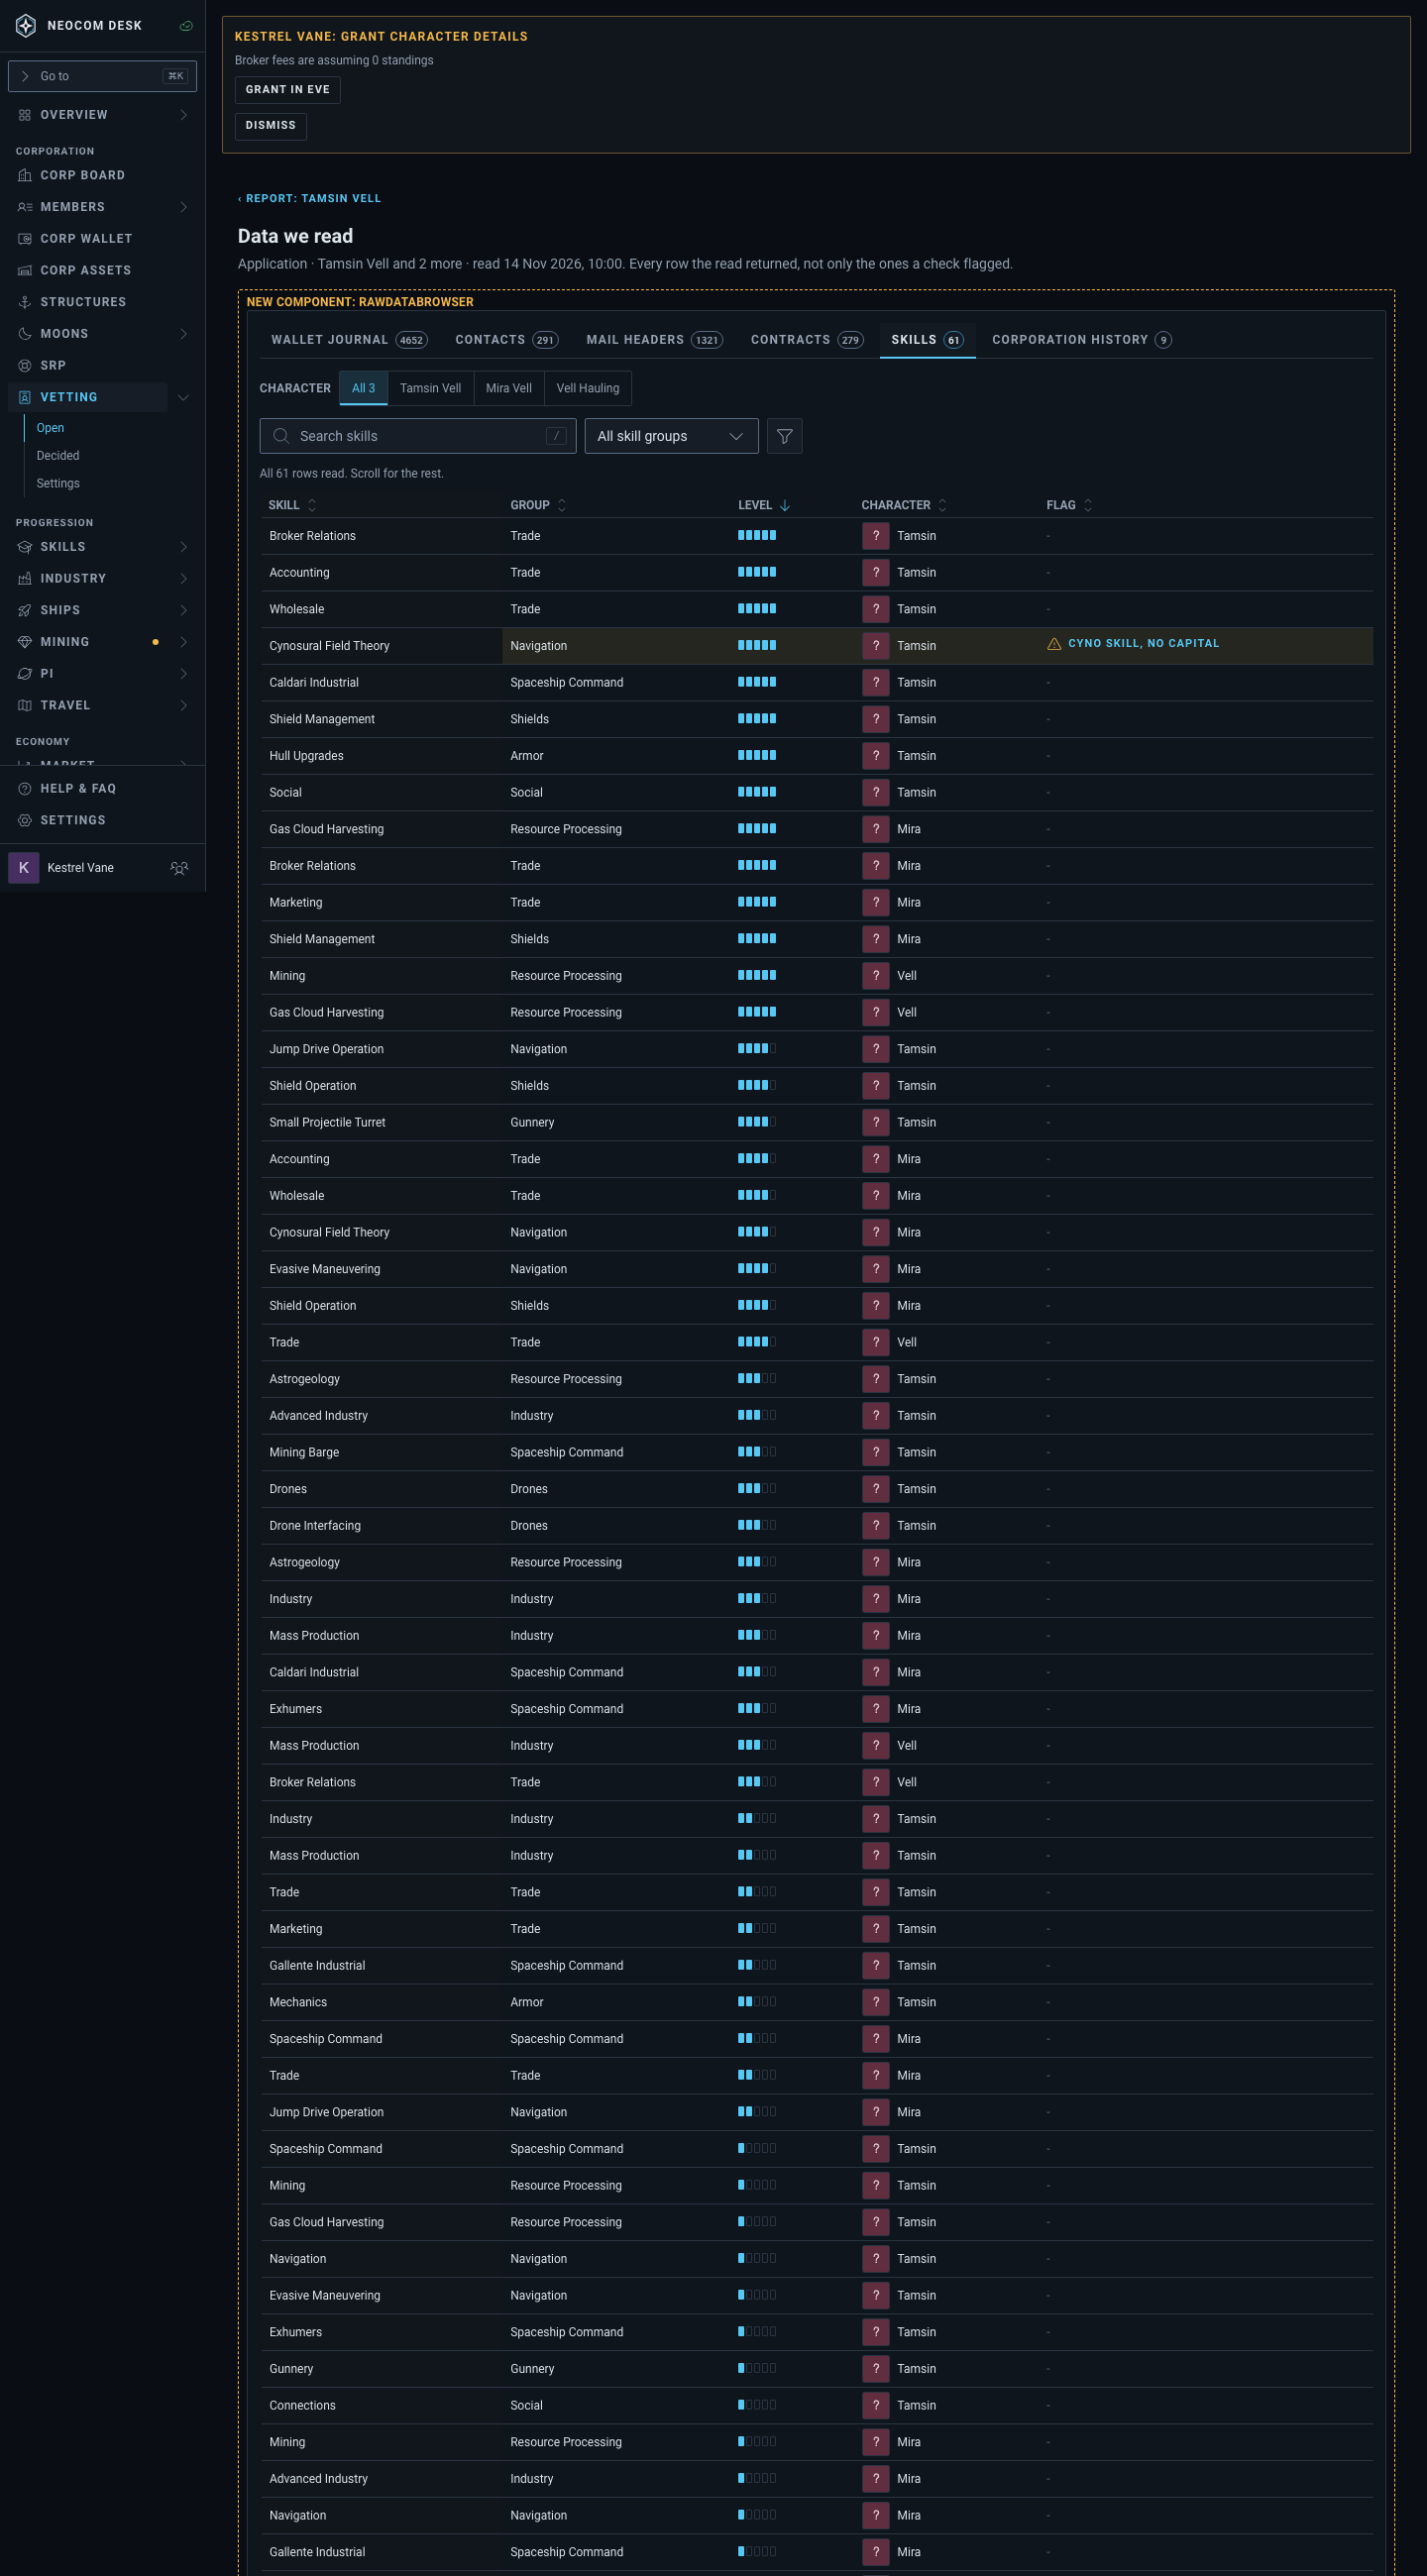 NEOCOM DESK
Go to ⌘K
OVERVIEW
CORPORATION
CORP BOARD
MEMBERS
CORP WALLET
CORP ASSETS
STRUCTURES
MOONS
SRP
VETTING
Open
Decided
Settings
PROGRESSION
SKILLS
INDUSTRY
SHIPS
MINING
PI
TRAVEL
ECONOMY
MARKET
HELP & FAQ
SETTINGS
K Kestrel Vane
KESTREL VANE: GRANT CHARACTER DETAILS
Broker fees are assuming 0 standings
GRANT IN EVE
DISMISS
‹ REPORT: TAMSIN VELL
Data we read
Application · Tamsin Vell and 2 more · read 14 Nov 2026, 10:00. Every row the read returned, not only the ones a check flagged.
NEW COMPONENT: RAWDATABROWSER
WALLET JOURNAL 4652 CONTACTS 291 MAIL HEADERS 1321 CONTRACTS 279 SKILLS 61 CORPORATION HISTORY 9
CHARACTER All 3 Tamsin Vell Mira Vell Vell Hauling
Search skills / All skill groups
All 61 rows read. Scroll for the rest.
SKILL GROUP LEVEL CHARACTER FLAG
Broker Relations Trade ? Tamsin -
Accounting Trade ? Tamsin -
Wholesale Trade ? Tamsin -
Cynosural Field Theory Navigation ? Tamsin CYNO SKILL, NO CAPITAL
Caldari Industrial Spaceship Command ? Tamsin -
Shield Management Shields ? Tamsin -
Hull Upgrades Armor ? Tamsin -
Social Social ? Tamsin -
Gas Cloud Harvesting Resource Processing ? Mira -
Broker Relations Trade ? Mira -
Marketing Trade ? Mira -
Shield Management Shields ? Mira -
Mining Resource Processing ? Vell -
Gas Cloud Harvesting Resource Processing ? Vell -
Jump Drive Operation Navigation ? Tamsin -
Shield Operation Shields ? Tamsin -
Small Projectile Turret Gunnery ? Tamsin -
Accounting Trade ? Mira -
Wholesale Trade ? Mira -
Cynosural Field Theory Navigation ? Mira -
Evasive Maneuvering Navigation ? Mira -
Shield Operation Shields ? Mira -
Trade Trade ? Vell -
Astrogeology Resource Processing ? Tamsin -
Advanced Industry Industry ? Tamsin -
Mining Barge Spaceship Command ? Tamsin -
Drones Drones ? Tamsin -
Drone Interfacing Drones ? Tamsin -
Astrogeology Resource Processing ? Mira -
Industry Industry ? Mira -
Mass Production Industry ? Mira -
Caldari Industrial Spaceship Command ? Mira -
Exhumers Spaceship Command ? Mira -
Mass Production Industry ? Vell -
Broker Relations Trade ? Vell -
Industry Industry ? Tamsin -
Mass Production Industry ? Tamsin -
Trade Trade ? Tamsin -
Marketing Trade ? Tamsin -
Gallente Industrial Spaceship Command ? Tamsin -
Mechanics Armor ? Tamsin -
Spaceship Command Spaceship Command ? Mira -
Trade Trade ? Mira -
Jump Drive Operation Navigation ? Mira -
Spaceship Command Spaceship Command ? Tamsin -
Mining Resource Processing ? Tamsin -
Gas Cloud Harvesting Resource Processing ? Tamsin -
Navigation Navigation ? Tamsin -
Evasive Maneuvering Navigation ? Tamsin -
Exhumers Spaceship Command ? Tamsin -
Gunnery Gunnery ? Tamsin -
Connections Social ? Tamsin -
Mining Resource Processing ? Mira -
Advanced Industry Industry ? Mira -
Navigation Navigation ? Mira -
Gallente Industrial Spaceship Command ? Mira -